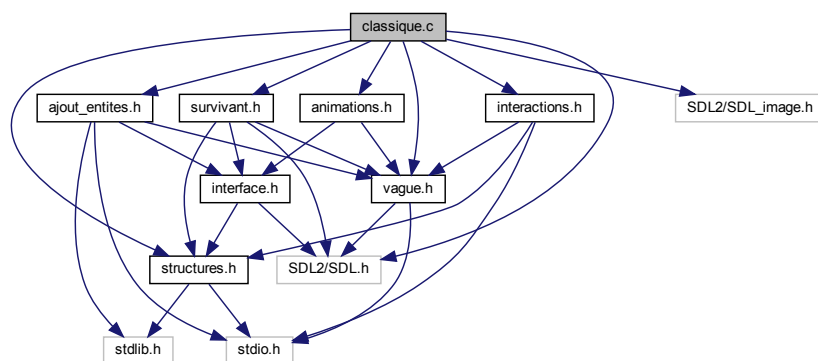 classique.c
ajout_entites.h
survivant.h
animations.h
interactions.h
SDL2/SDL_image.h
interface.h
vague.h
structures.h
SDL2/SDL.h
stdlib.h
stdio.h